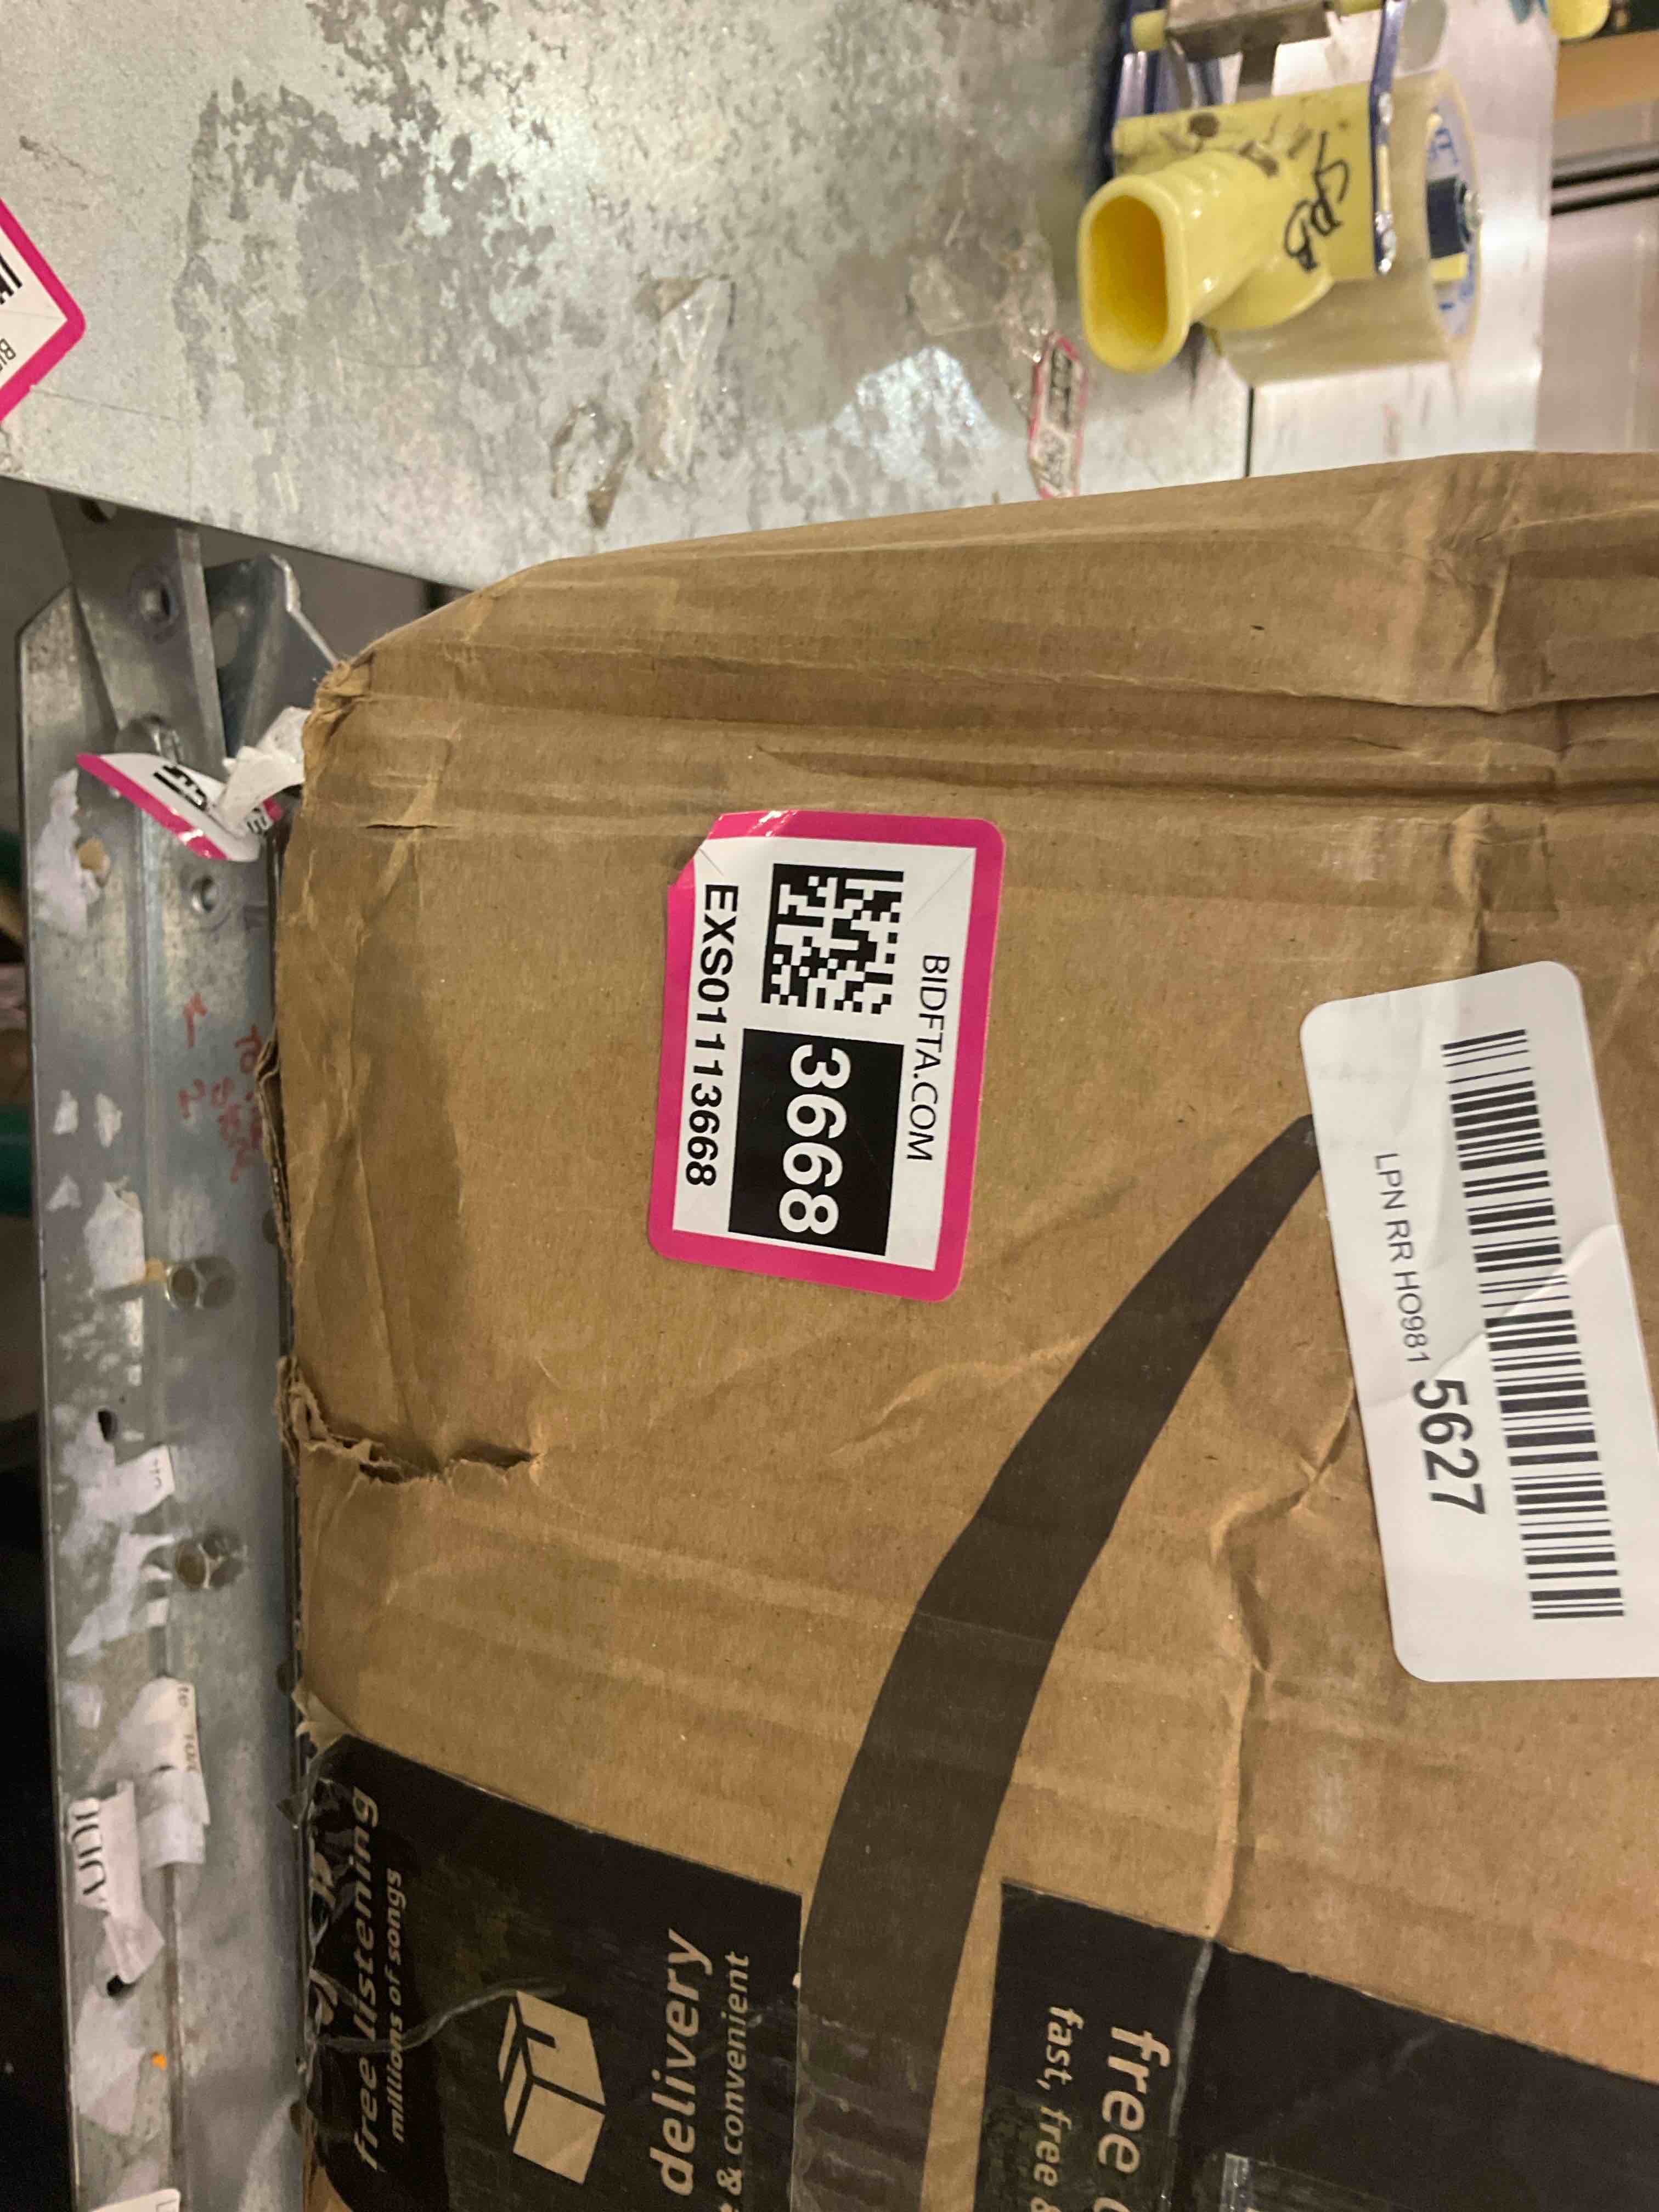 BIDFTA.COM
3668
EXS01113668
LPN RR HO981 5627
free listening
millions of songs
delivery
& convenient
free
fast, free &